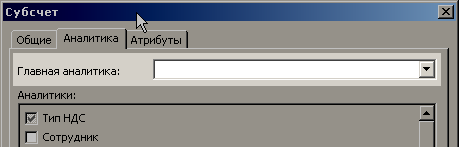 Субсчет
Общие Аналитика Атрибуты
Главная аналитика:
Аналитики:
Тип НДС
Сотрудник